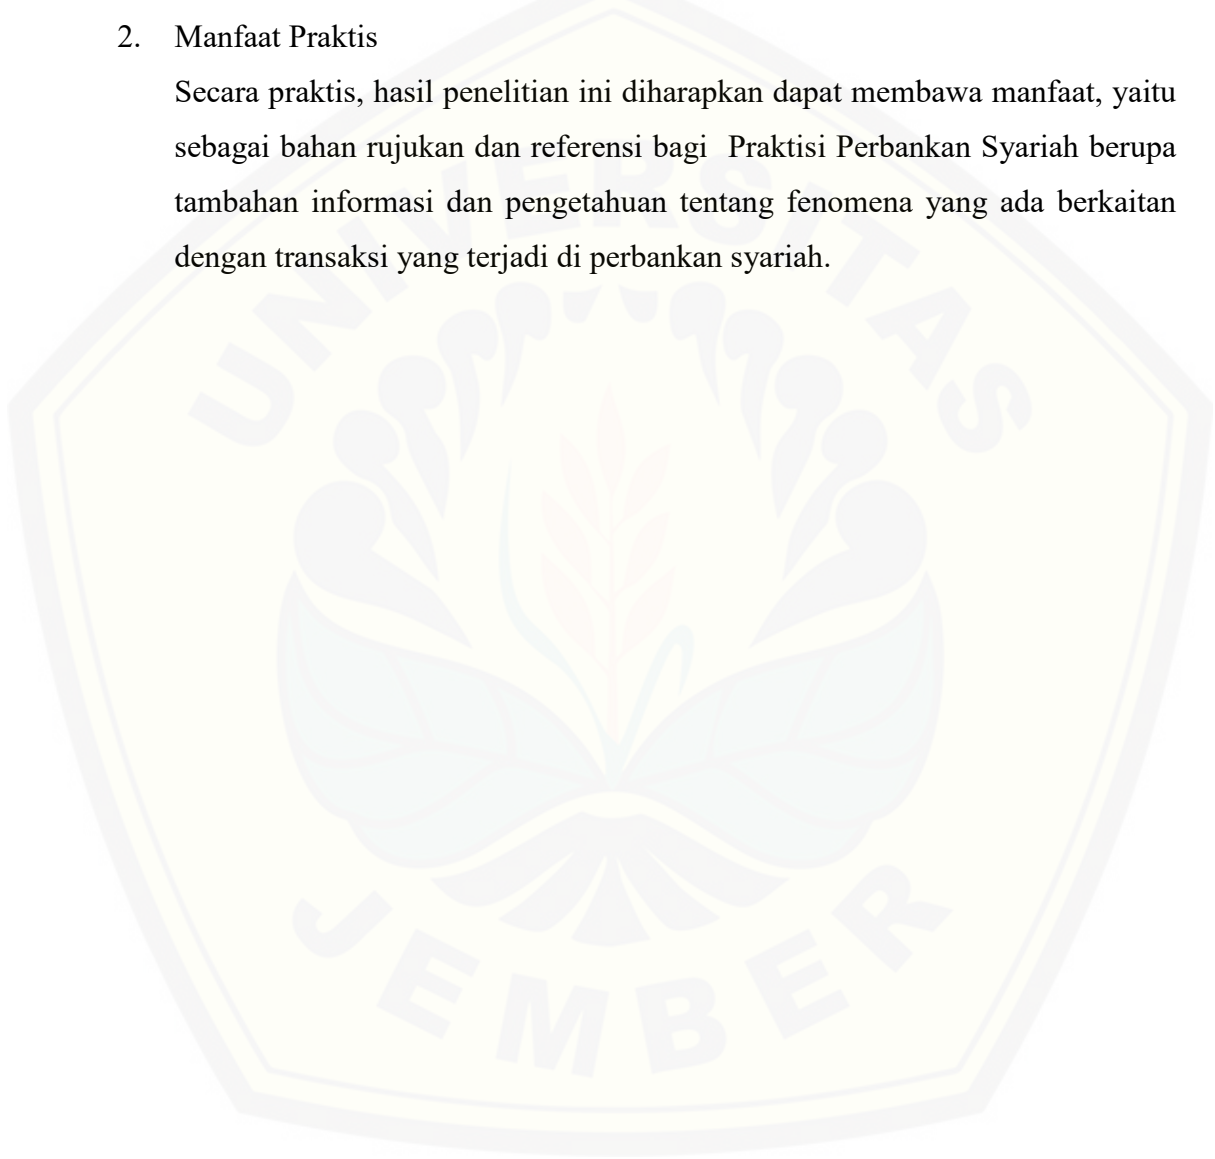 2. Manfaat Praktis
Secara praktis, hasil penelitian ini diharapkan dapat membawa manfaat, yaitu
sebagai bahan rujukan dan referensi bagi  Praktisi Perbankan Syariah berupa
tambahan informasi dan pengetahuan tentang fenomena yang ada berkaitan
dengan transaksi yang terjadi di perbankan syariah.
UNIVERSITAS
JEMBER